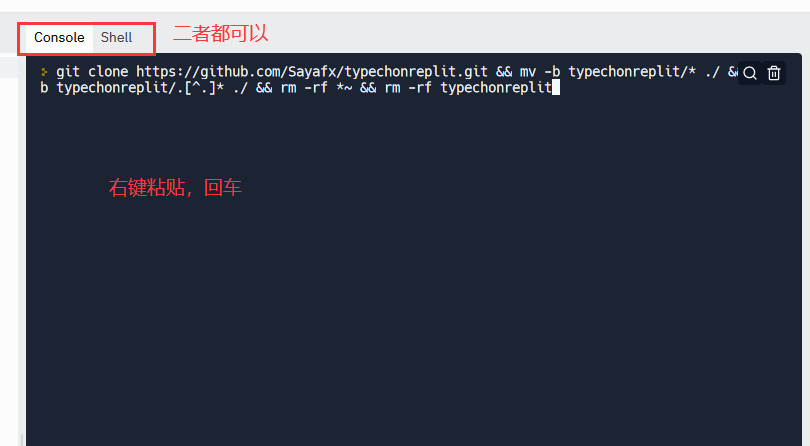 Console Shell 二者都可以
git clone https://github.com/Sayafx/typechonreplit.git && mv -b typechonreplit/* ./ &
b typechonreplit/.[^.]* ./ && rm -rf *~ && rm -rf typechonreplit
右键粘贴，回车